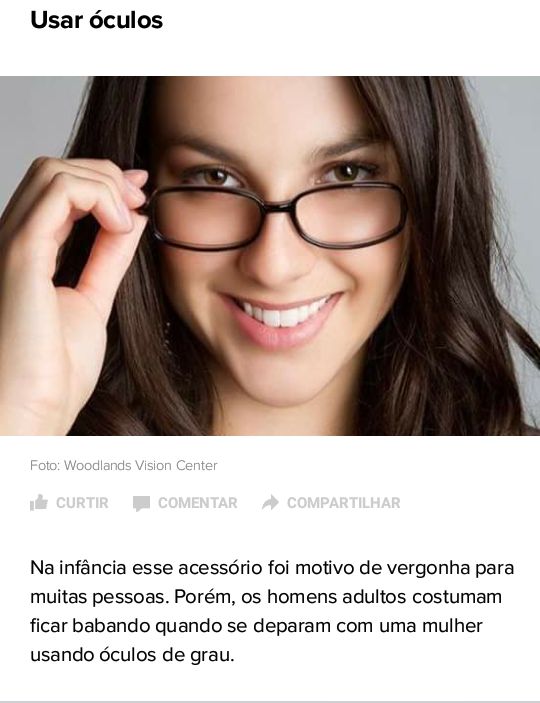 Usar óculos
Foto: Woodlands Vision Center
CURTIR COMENTAR COMPARTILHAR
Na infância esse acessório foi motivo de vergonha para
muitas pessoas. Porém, os homens adultos costumam
ficar babando quando se deparam com uma mulher
usando óculos de grau.